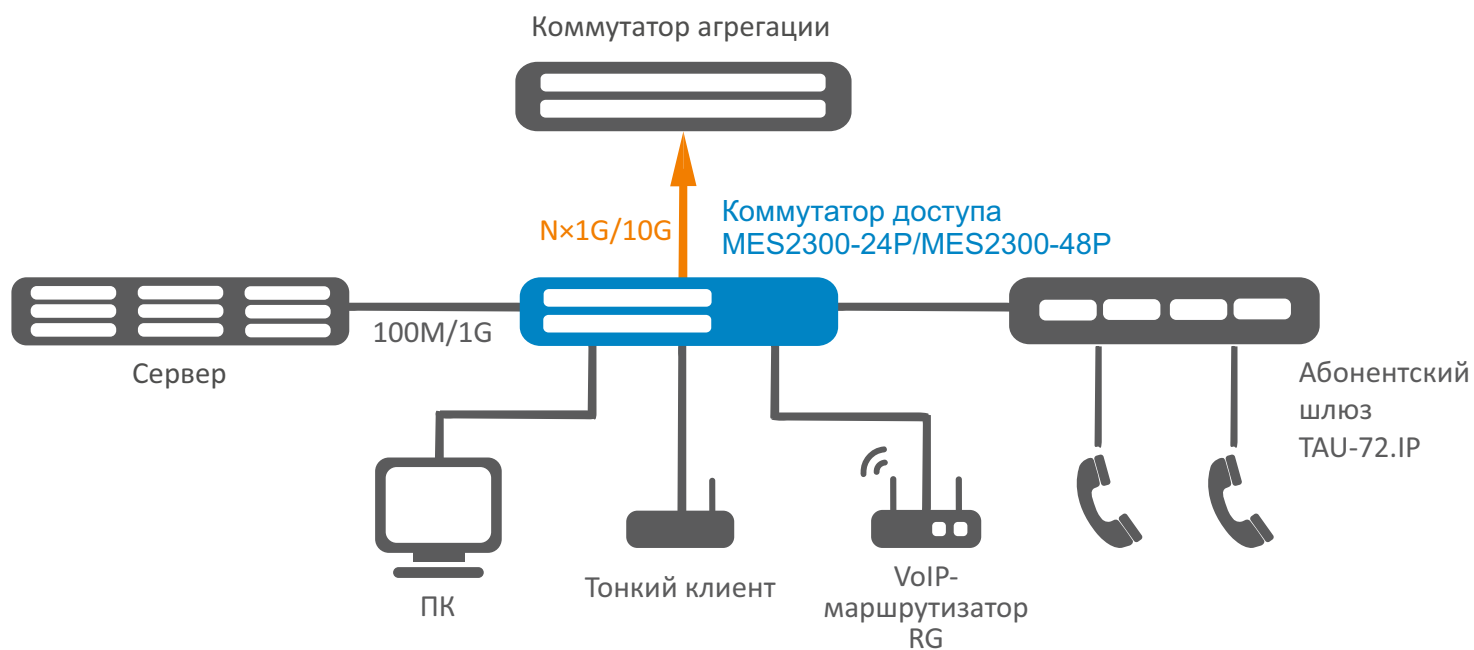 Коммутатор агрегации
N×1G/10G
Коммутатор доступа
MES2300-24P/MES2300-48P
100M/1G
Сервер
Абонентский
шлюз
TAU-72.IP
ПК
Тонкий клиент
VoIP-
маршрутизатор
RG